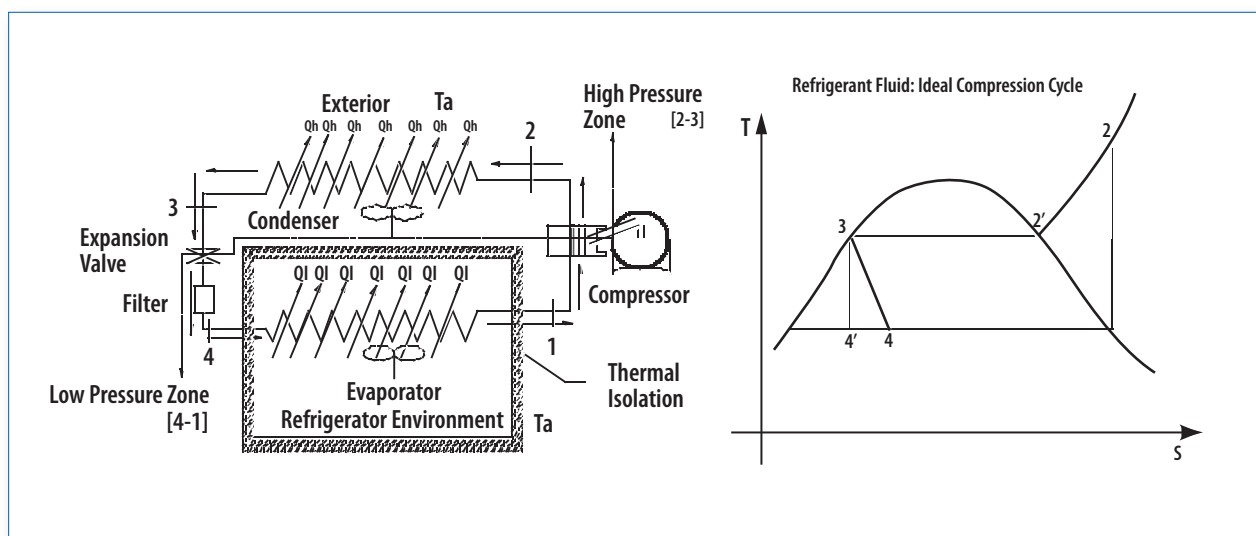 Refrigerant Fluid: Ideal Compression Cycle
High Pressure
Zone [2-3]
Exterior
Ta
Qh Qh Qh Qh Qh Qh Qh
2
3
Condenser
Expansion
Valve
Filter
Ql Ql Ql Ql Ql Ql Ql
Compressor
4
1
Evaporator
Refrigerator Environment
Thermal
Isolation
Ta
Low Pressure Zone
[4-1]
T
2
3
2'
4'
4
s